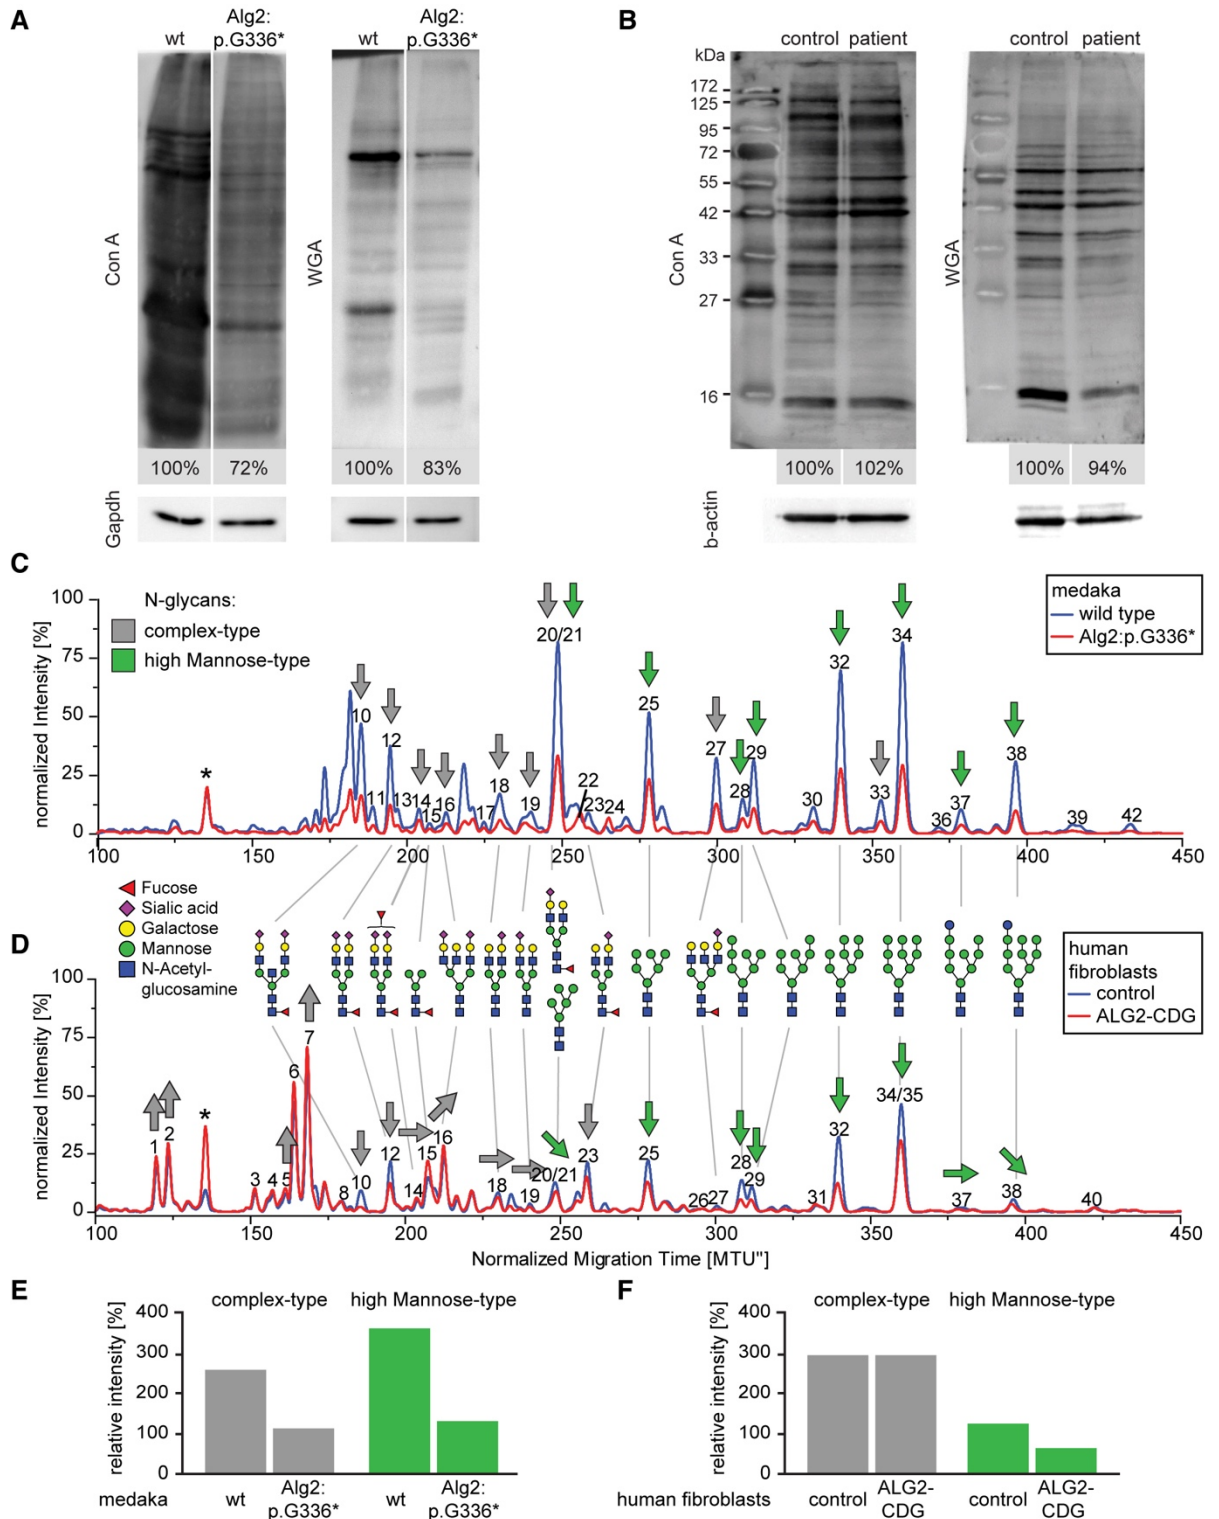 A
wt
Alg2:
p.G336*
wt
Alg2:
p.G336*
Con A
WGA
100%
72%
100%
83%
Gapdh
B
control
patient
control
patient
kDa
172
125
95
72
55
42
33
27
16
Con A
WGA
100%
102%
100%
94%
b-actin
C
normalized Intensity [%]
100
75
50
25
0
N-glycans:
complex-type
high Mannose-type
medaka
wild type
Alg2:p.G336*
*
10
11
12
13
14
15
16
17
18
19
20/21
22
23
24
25
27
28
29
30
32
33
34
36
37
38
39
42
100
150
200
250
300
350
400
450
Fucose
Sialic acid
Galactose
Mannose
N-Acetyl-
glucosamine
D
normalized Intensity [%]
100
75
50
25
0
human
fibroblasts
control
ALG2-CDG
1
2
*
3
4
5
6
7
8
10
12
14
15
16
18
19
20/21
23
25
26
27
28
29
31
32
34/35
37
38
40
100
150
200
250
300
350
400
450
Normalized Migration Time [MTU"]
E
relative intensity [%]
400
300
200
100
0
complex-type
high Mannose-type
medaka
wt
Alg2:
p.G336*
wt
Alg2:
p.G336*
F
relative intensity [%]
400
300
200
100
0
complex-type
high Mannose-type
human fibroblasts
control
ALG2-
CDG
control
ALG2-
CDG